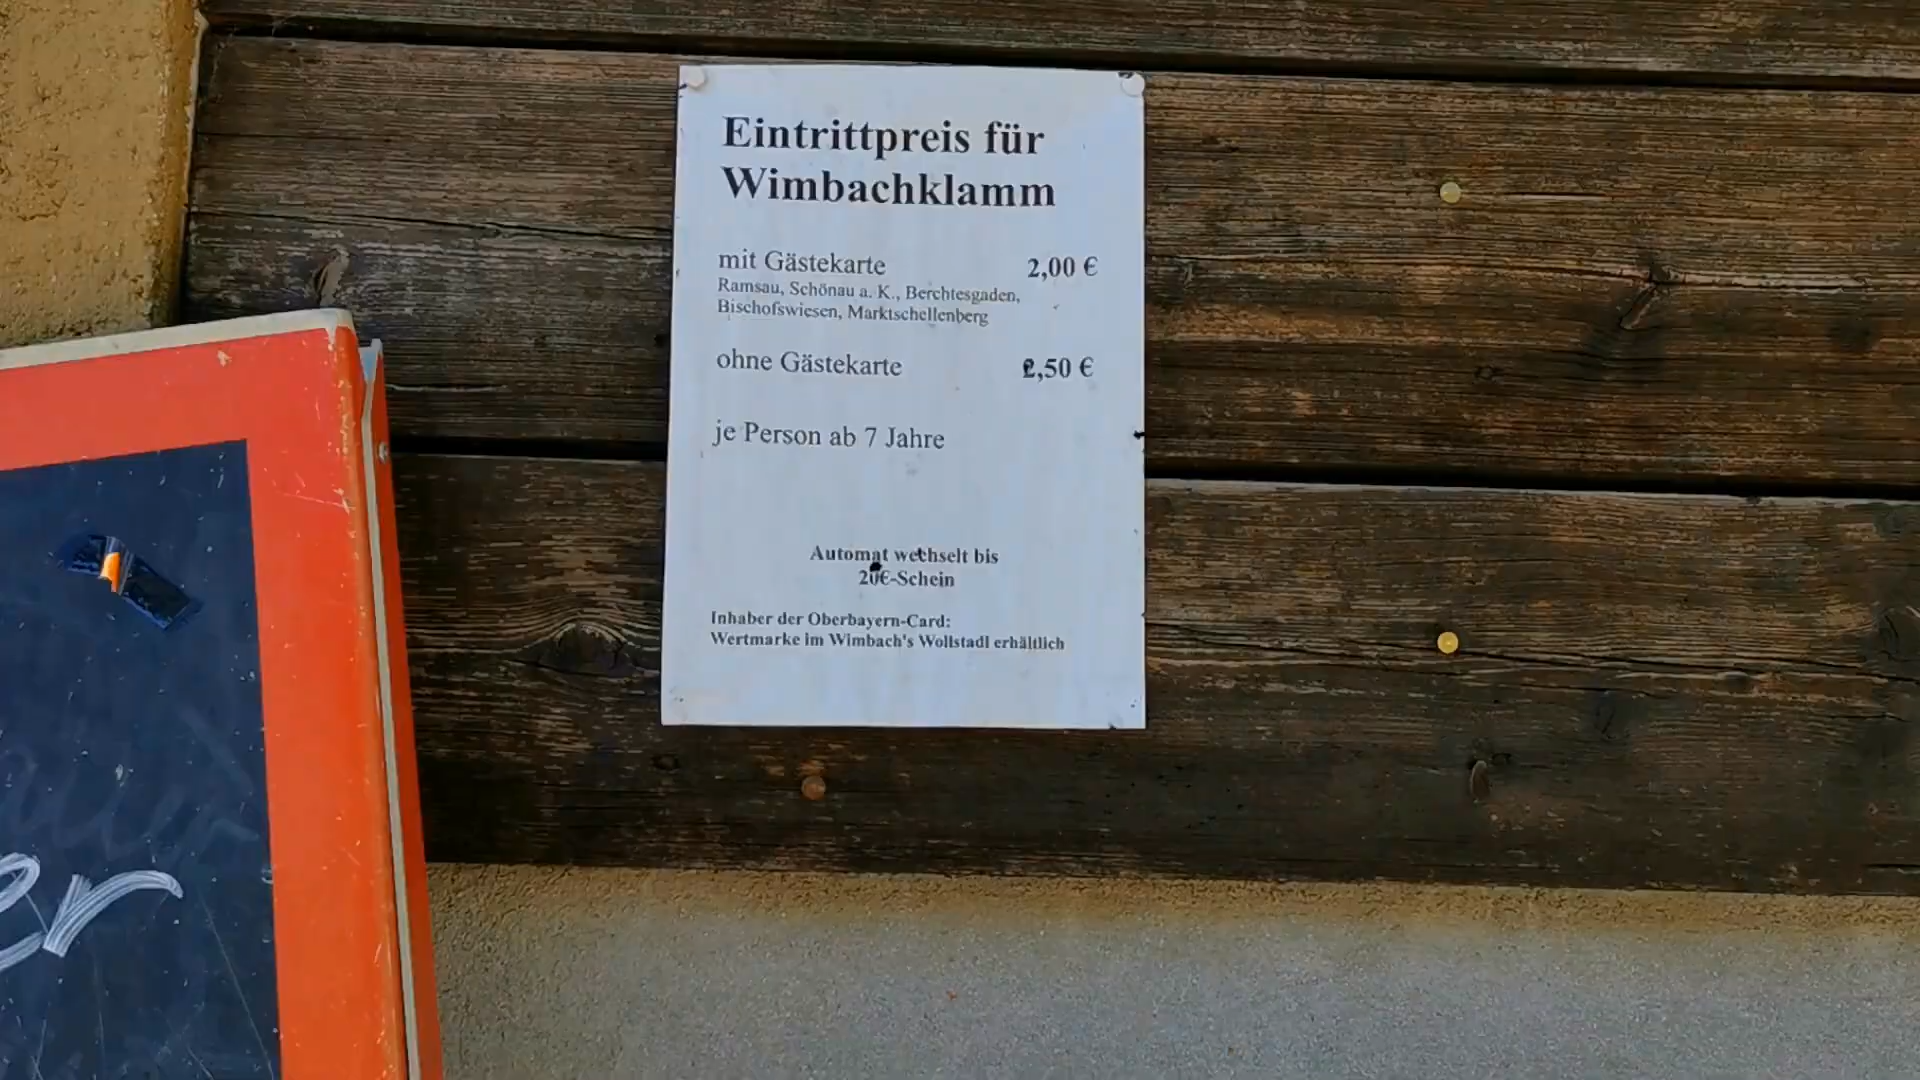 Eintrittpreis für
Wimbachklamm
mit Gästekarte 2,00 €
Ramsau, Schönau a. K., Berchtesgaden,
Bischofswiesen, Marktschellenberg
ohne Gästekarte 2,50 €
je Person ab 7 Jahre
Automat wechselt bis
20€-Schein
Inhaber der Oberbayern-Card:
Wertmarke im Wimbach's Wollstadl erhältlich
er